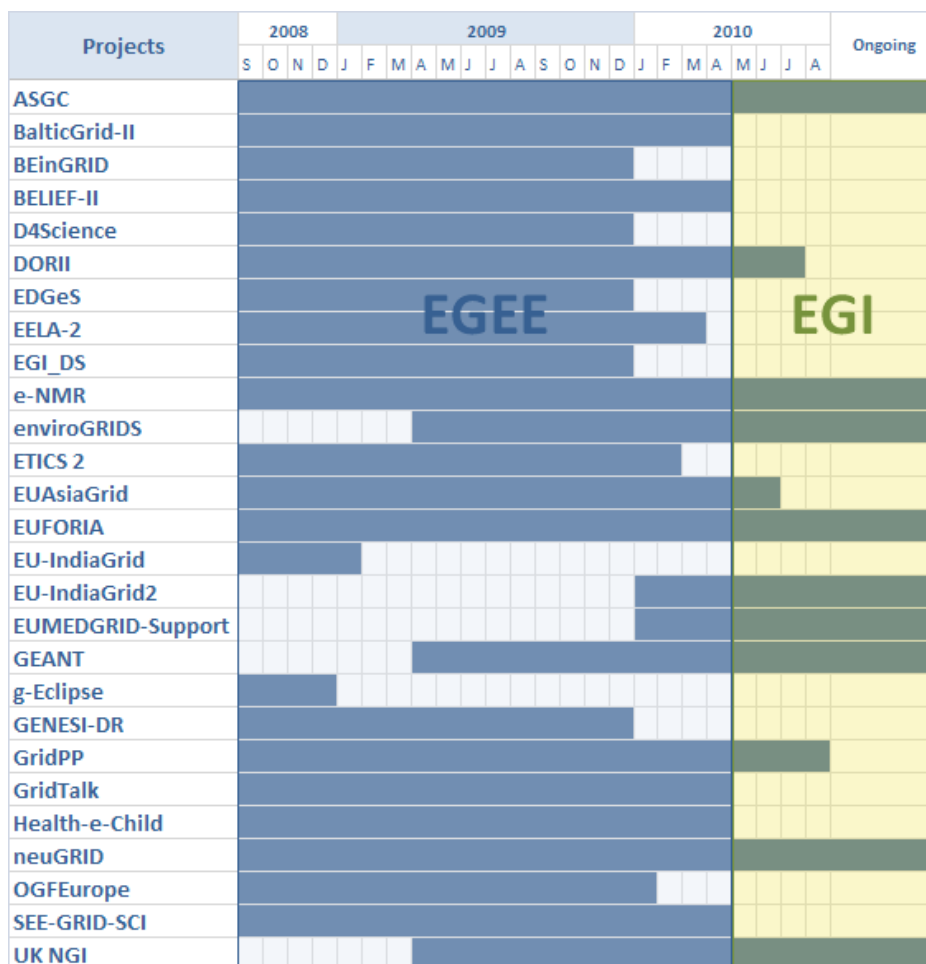 Projects 2008 2009 2010 Ongoing
S O N D J F M A M J J A S O N D J F M A M J J A
ASGC
BalticGrid-II
BEinGRID
BELIEF-II
D4Science
DORII
EDGeS
EGEE EGI
EELA-2
EGI_DS
e-NMR
enviroGRIDS
ETICS 2
EUAsiaGrid
EUFORIA
EU-IndiaGrid
EU-IndiaGrid2
EUMEDGRID-Support
GEANT
g-Eclipse
GENESI-DR
GridPP
GridTalk
Health-e-Child
neuGRID
OGFEurope
SEE-GRID-SCI
UK NGI